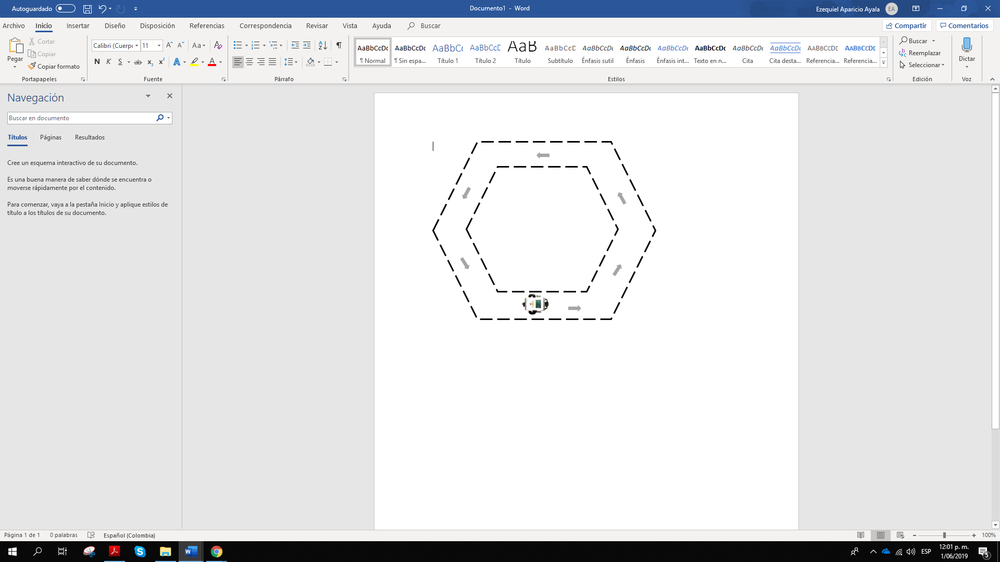 Autoguardado
Documento1 - Word
Ezequiel Aparicio Ayala
EA
Archivo Inicio Insertar Diseño Disposición Referencias Correspondencia Revisar Vista Ayuda Buscar
Compartir Comentarios
Pegar
Cortar
Copiar
Copiar formato
Portapapeles
Calibri (Cuerpo 11
N K S ab x₂ x² A A
Fuente
Párrafo
AaBbCcDc AaBbCcDc AaBbCc AaBbCcD AaB AaBbCcD AaBbCcDc AaBbCcDc AaBbCcDc AaBbCcDc AaBbCcDc AaBbCcDc AaBbCcDd AaBbCcDd
¶ Normal ¶ Sin espa... Título 1 Título 2 Título Subtítulo Énfasis sutil Énfasis Énfasis int... Texto en n... Cita Cita desta... Referencia... Referencia...
Estilos
Buscar
Reemplazar
Seleccionar
Edición
Dictar
Voz
Navegación
Buscar en documento
Títulos Páginas Resultados
Cree un esquema interactivo de su documento.
Es una buena manera de saber dónde se encuentra o
moverse rápidamente por el contenido.
Para comenzar, vaya a la pestaña Inicio y aplique estilos de
título a los títulos de su documento.
Página 1 de 1 0 palabras Español (Colombia)
100%
ESP
12:01 p. m.
1/06/2019
5